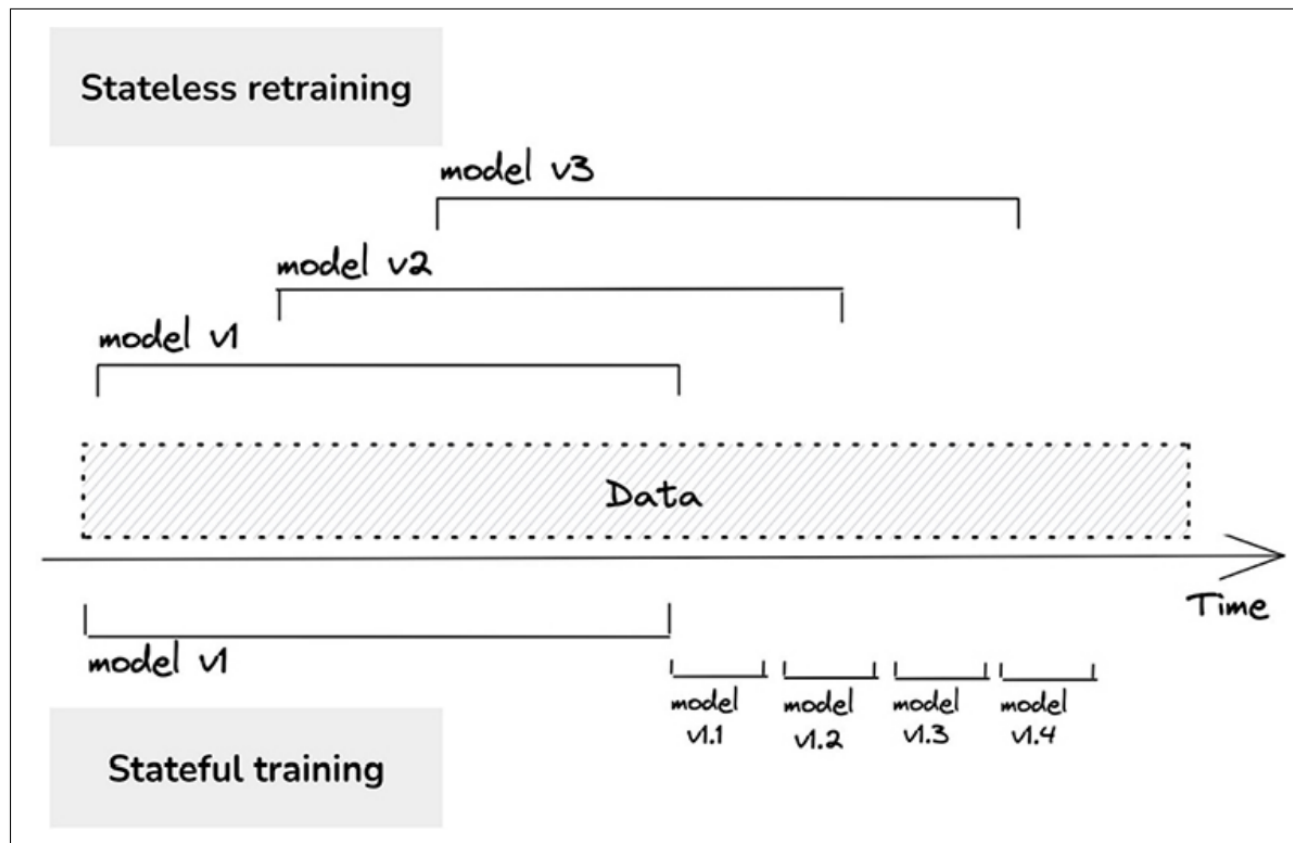 Stateless retraining
model v3
model v2
model v1
Data
Time
model v1
model
v1.1
model
v1.2
model
v1.3
model
v1.4
Stateful training